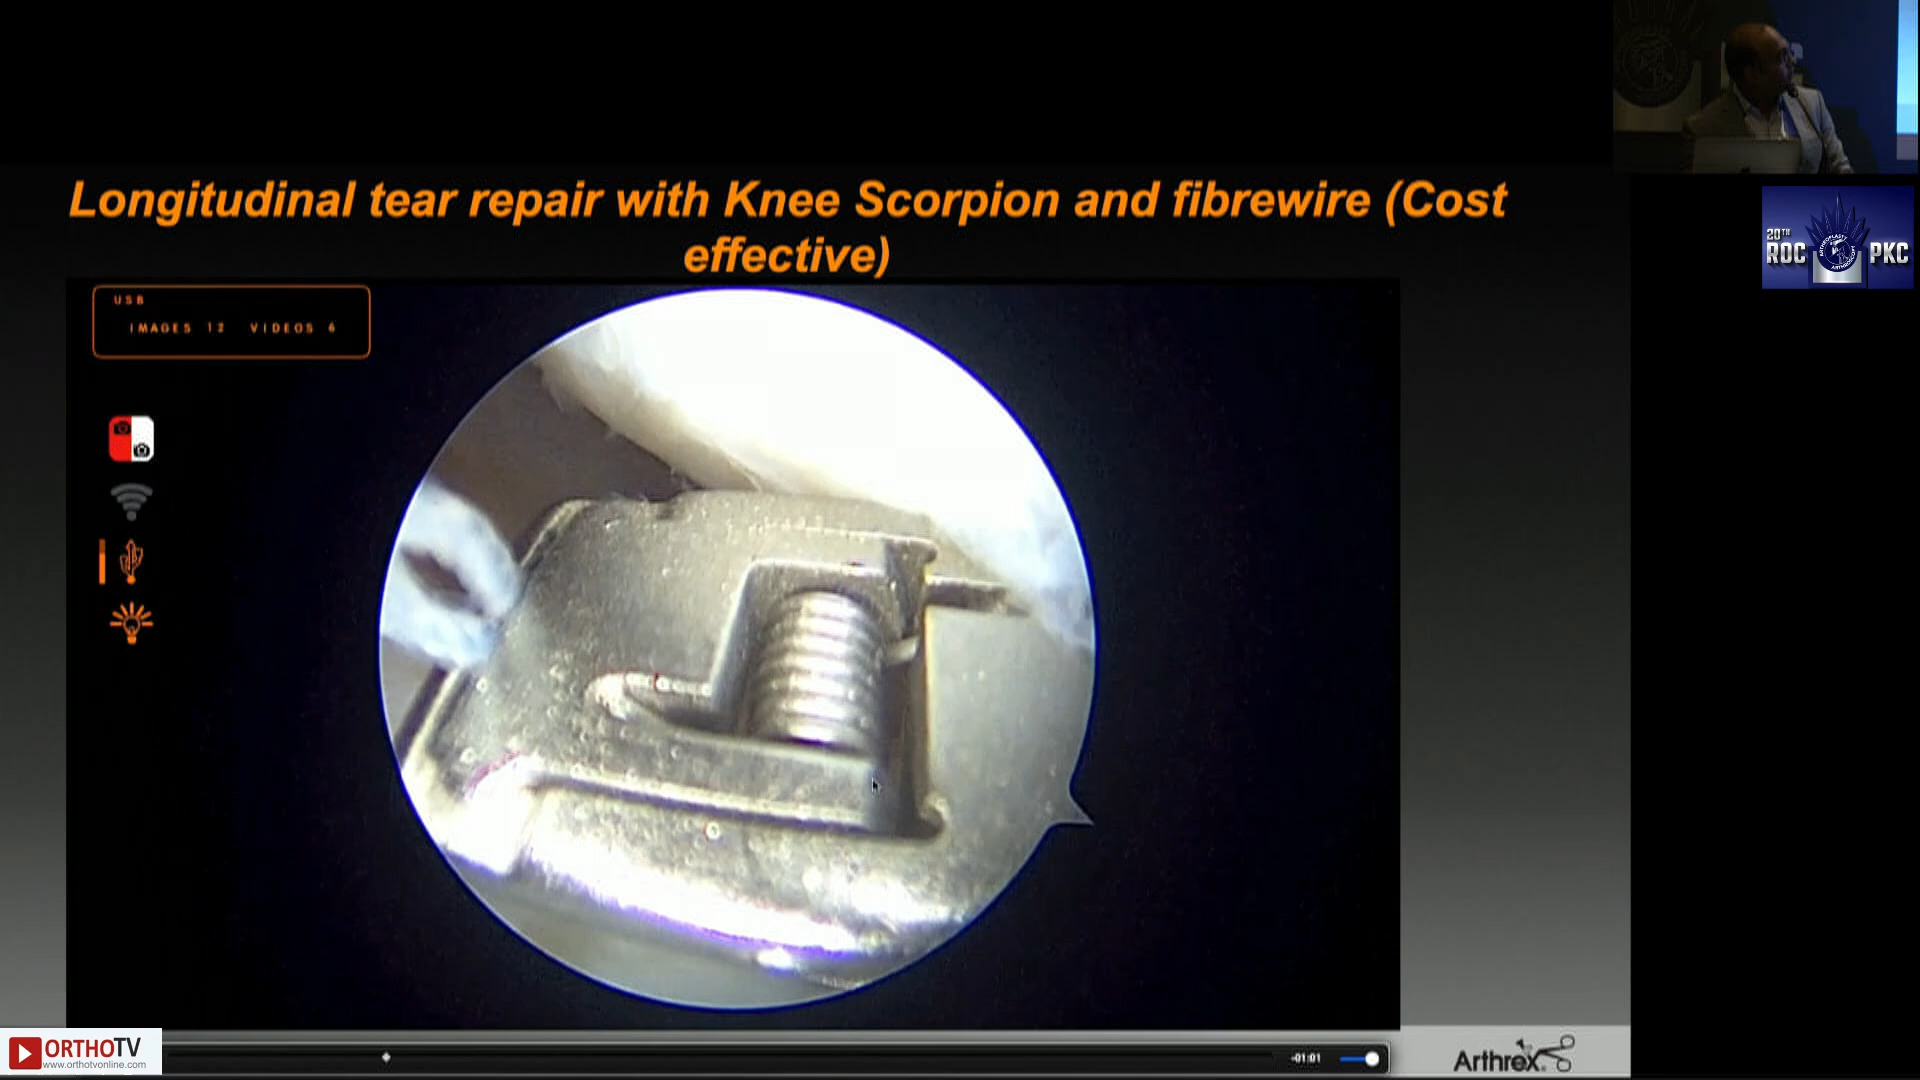 Longitudinal tear repair with Knee Scorpion and fibrewire (Cost
effective)
USB
IMAGES 12 VIDEOS 6
20TH
ROC PKC
ORTHOTV
www.orthotvonline.com
-01:01
Arthrex